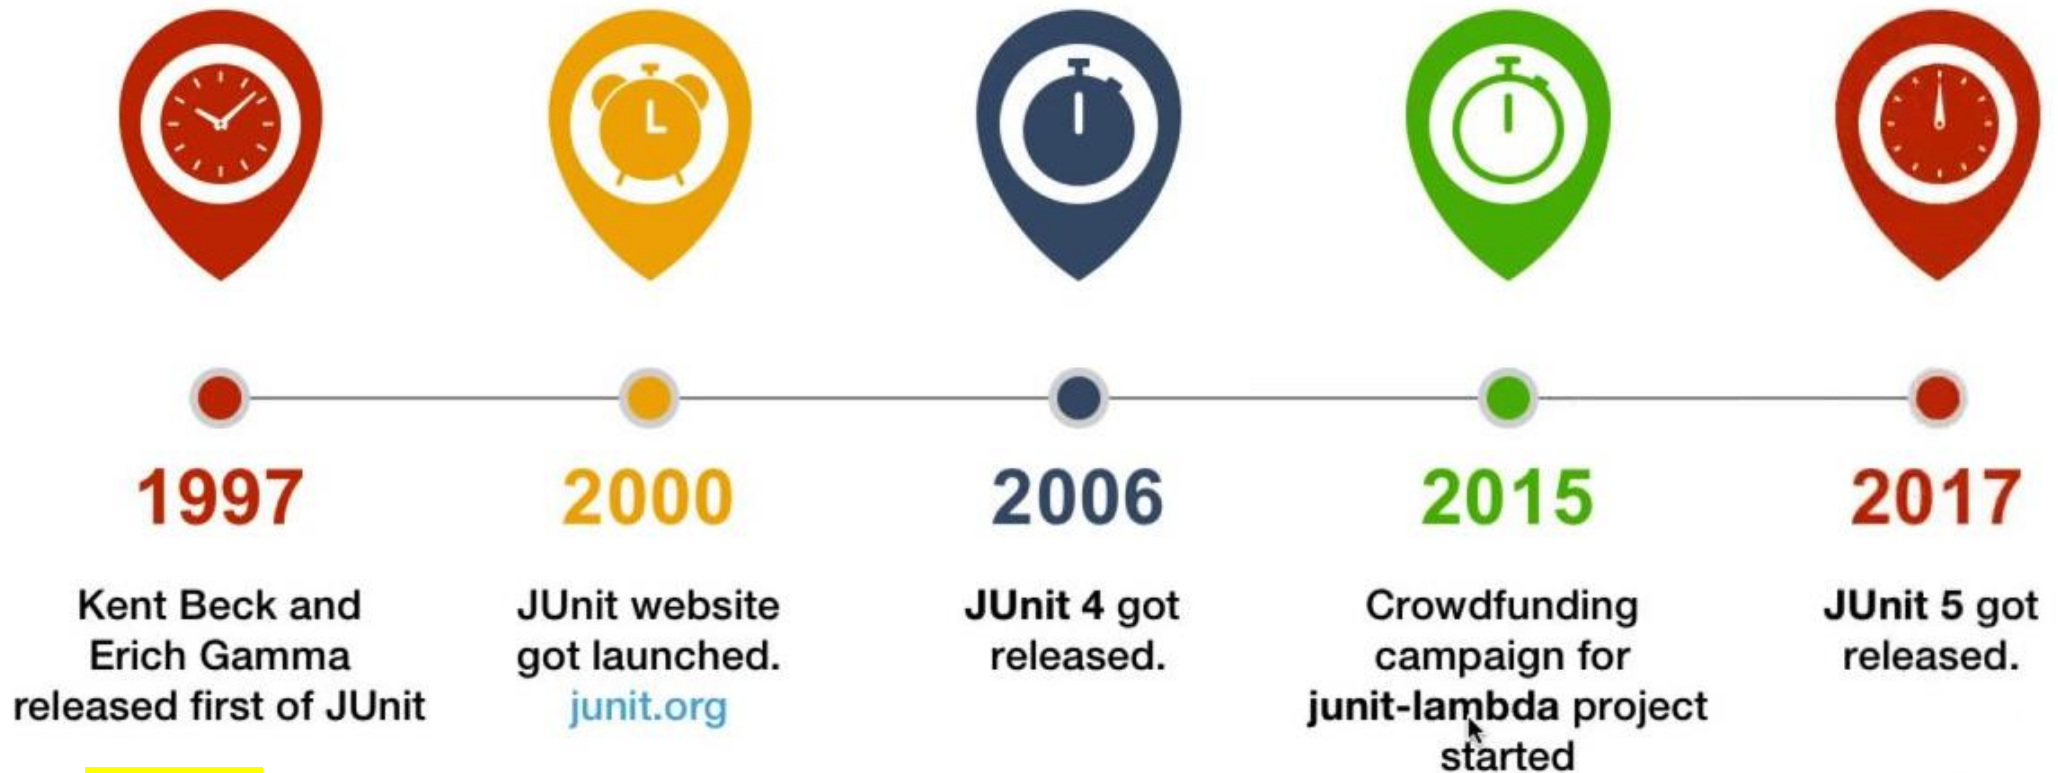 1997
Kent Beck and
Erich Gamma
released first of JUnit
2000
JUnit website
got launched.
junit.org
2006
JUnit 4 got
released.
2015
Crowdfunding
campaign for
junit-lambda project
started
2017
JUnit 5 got
released.